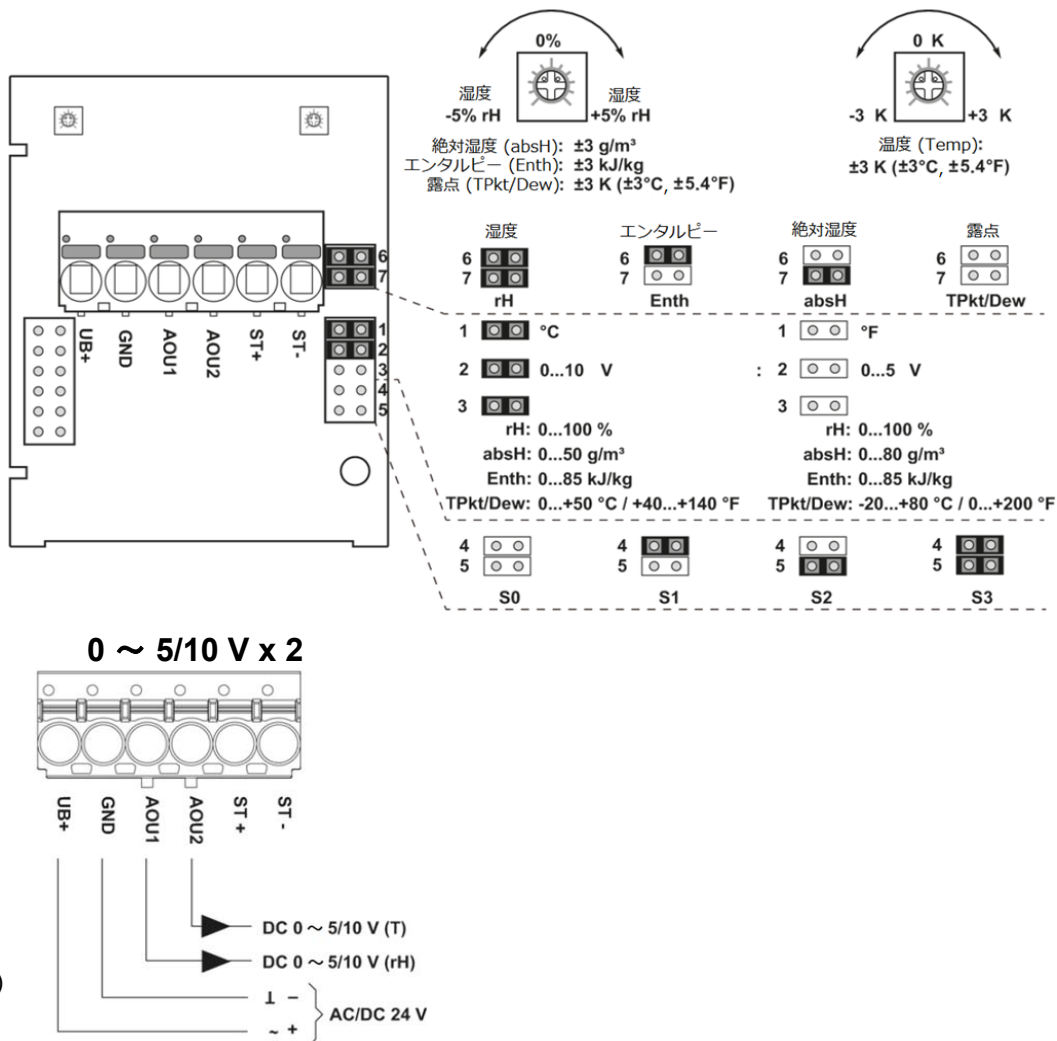 0%
湿度
-5% rH
湿度
+5% rH
絶対湿度 (absH): ±3 g/m³
エンタルピー (Enth): ±3 kJ/kg
露点 (TPkt/Dew): ±3 K (±3°C, ±5.4°F)
0 K
-3 K
+3 K
温度 (Temp):
±3 K (±3°C, ±5.4°F)
6
7
1
2
3
4
5
UB+
GND
AOU1
AOU2
ST+
ST-
湿度
6
7
rH
エンタルピー
6
7
Enth
絶対湿度
6
7
absH
露点
6
7
TPkt/Dew
1 °C
2 0...10 V
3
rH: 0...100 %
absH: 0...50 g/m³
Enth: 0...85 kJ/kg
TPkt/Dew: 0...+50 °C / +40...+140 °F
1 °F
: 2 0...5 V
3
rH: 0...100 %
absH: 0...80 g/m³
Enth: 0...85 kJ/kg
TPkt/Dew: -20...+80 °C / 0...+200 °F
4
5
S0
4
5
S1
4
5
S2
4
5
S3
0 ～ 5/10 V x 2
UB+
GND
AOU1
AOU2
ST +
ST -
DC 0 ～ 5/10 V (T)
DC 0 ～ 5/10 V (rH)
⊥ –
~ +
AC/DC 24 V
)